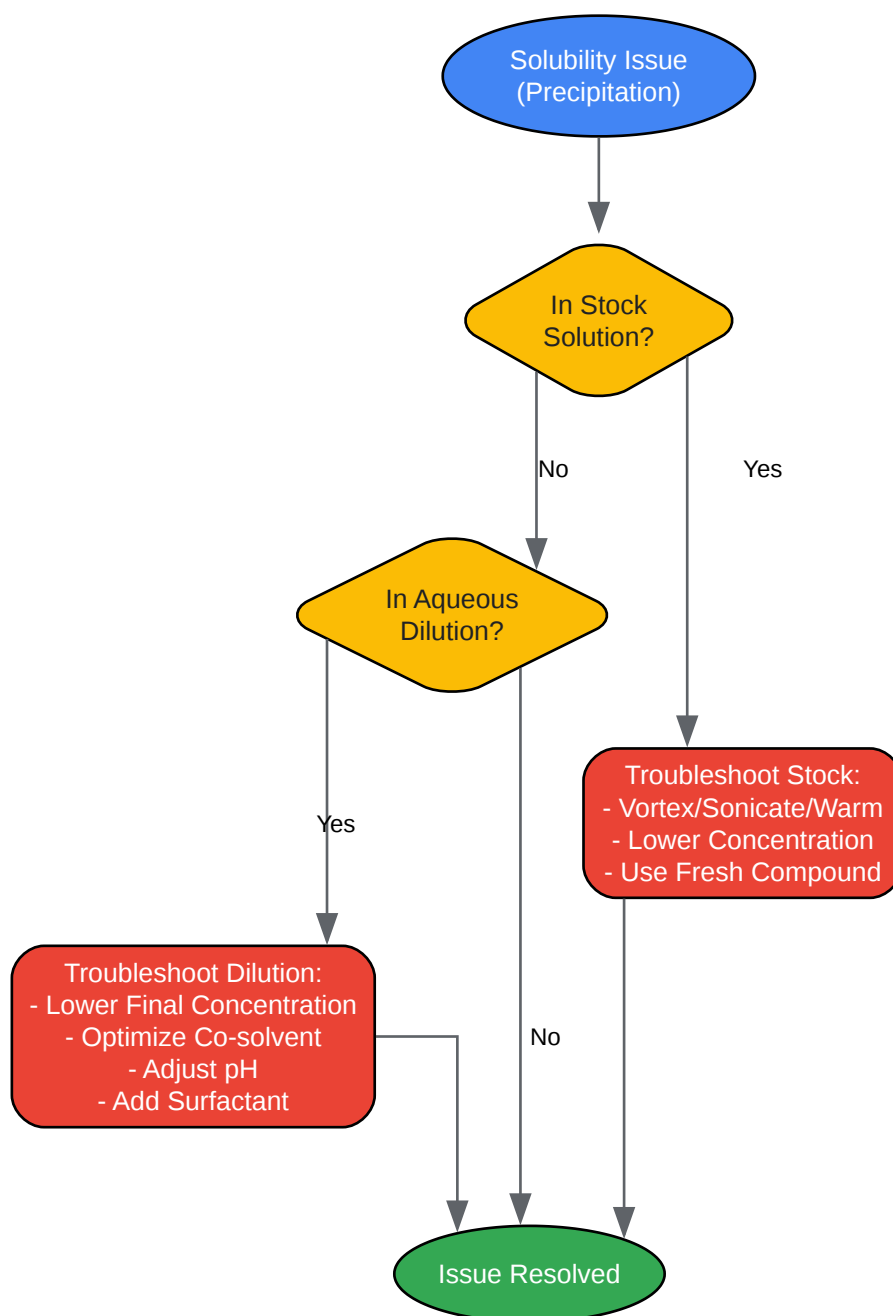 Solubility Issue
(Precipitation)
In Stock
Solution?
No
Yes
In Aqueous
Dilution?
Troubleshoot Stock:
- Vortex/Sonicate/Warm
- Lower Concentration
- Use Fresh Compound
Yes
Troubleshoot Dilution:
- Lower Final Concentration
- Optimize Co-solvent
- Adjust pH
- Add Surfactant
No
Issue Resolved